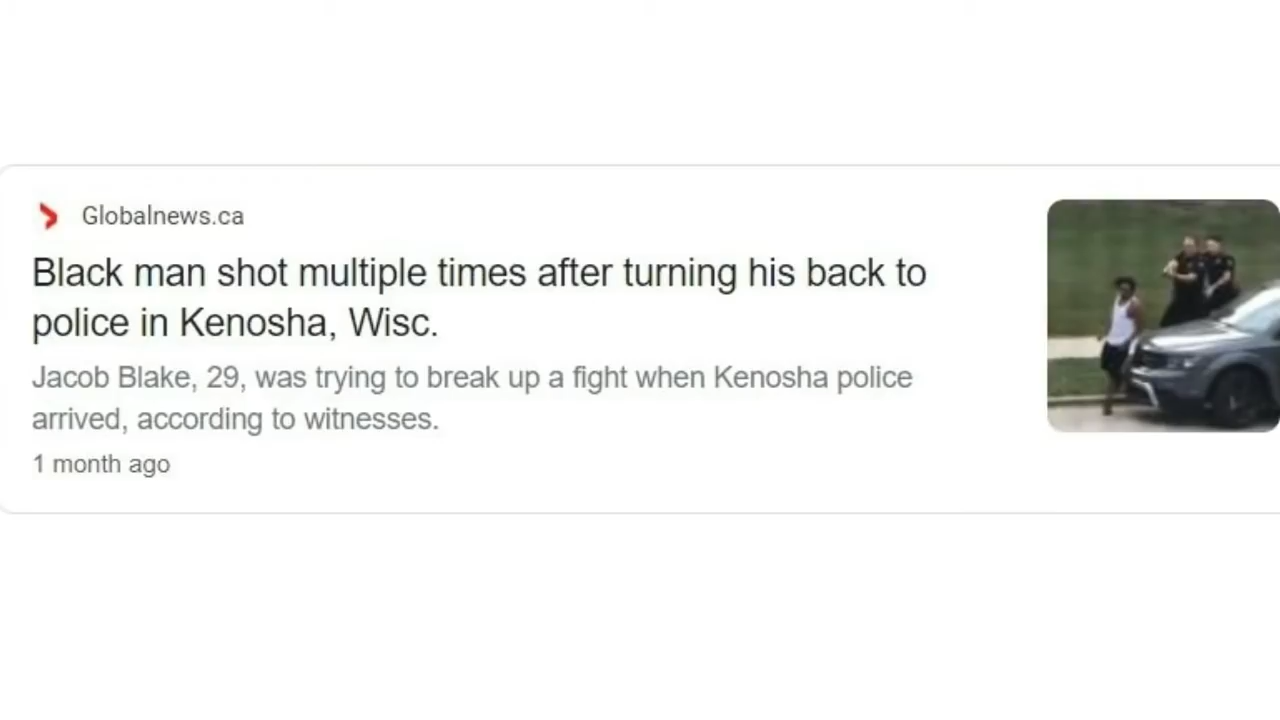 Globalnews.ca
Black man shot multiple times after turning his back to
police in Kenosha, Wisc.
Jacob Blake, 29, was trying to break up a fight when Kenosha police
arrived, according to witnesses.
1 month ago